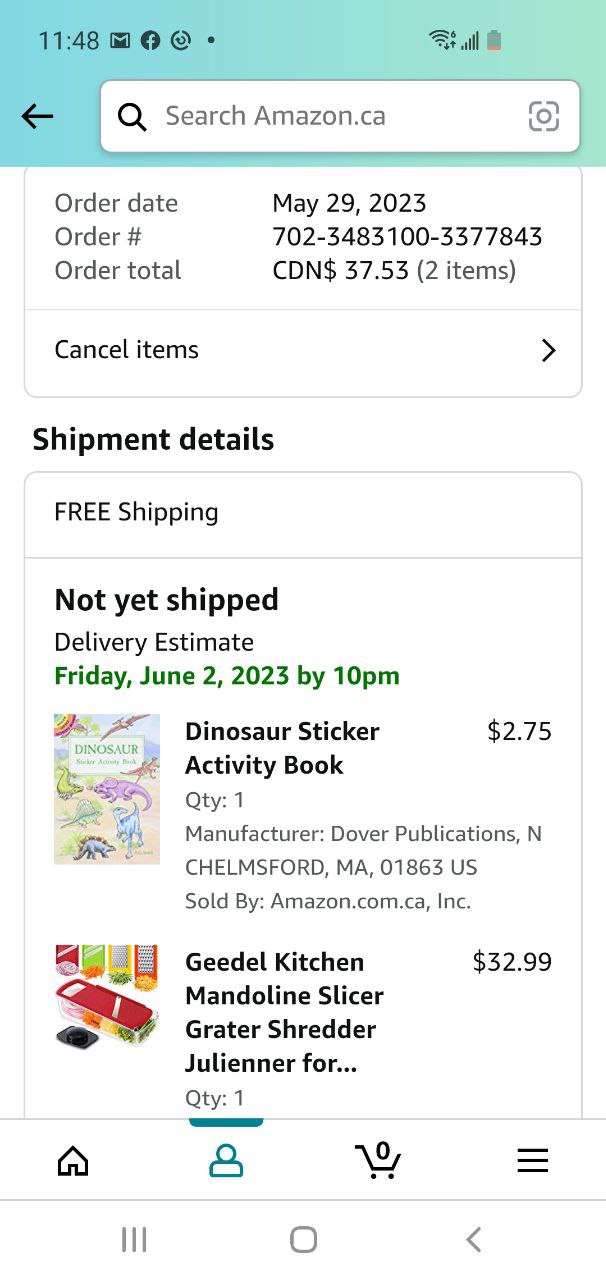 11:48
Search Amazon.ca
Order date May 29, 2023
Order # 702-3483100-3377843
Order total CDN$ 37.53 (2 items)
Cancel items
Shipment details
FREE Shipping
Not yet shipped
Delivery Estimate
Friday, June 2, 2023 by 10pm
DINOSAUR
Sticker Activity Book
Dinosaur Sticker $2.75
Activity Book
Qty: 1
Manufacturer: Dover Publications, N
CHELMSFORD, MA, 01863 US
Sold By: Amazon.com.ca, Inc.
Geedel Kitchen $32.99
Mandoline Slicer
Grater Shredder
Julienner for...
Qty: 1
0